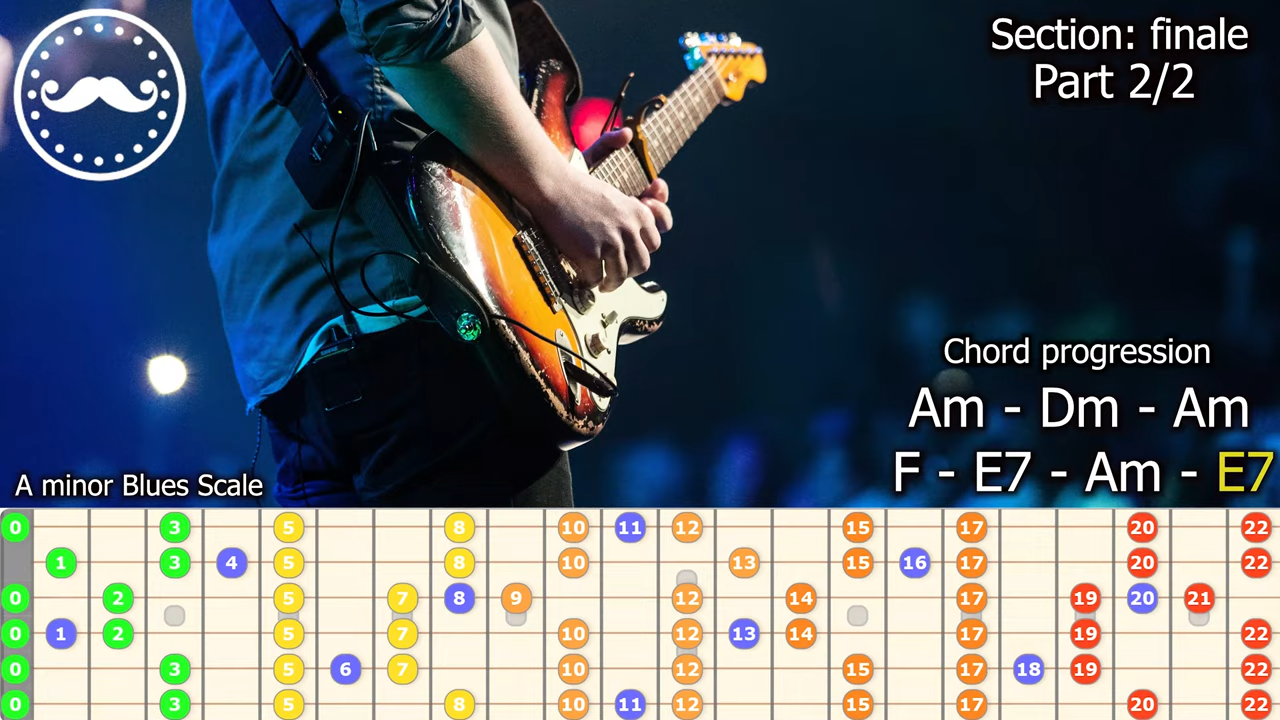 Section: finale
Part 2/2
Chord progression
Am - Dm - Am
F - E7 - Am - E7
A minor Blues Scale
0 3 5 8 10 11 12 15 17 20 22
1 3 4 5 8 10 13 15 16 17 20 22
0 2 5 7 8 9 12 14 17 19 20 21
0 1 2 5 7 10 12 13 14 17 19 22
0 3 5 6 7 10 12 15 17 18 19 22
0 3 5 8 10 11 12 15 17 20 22